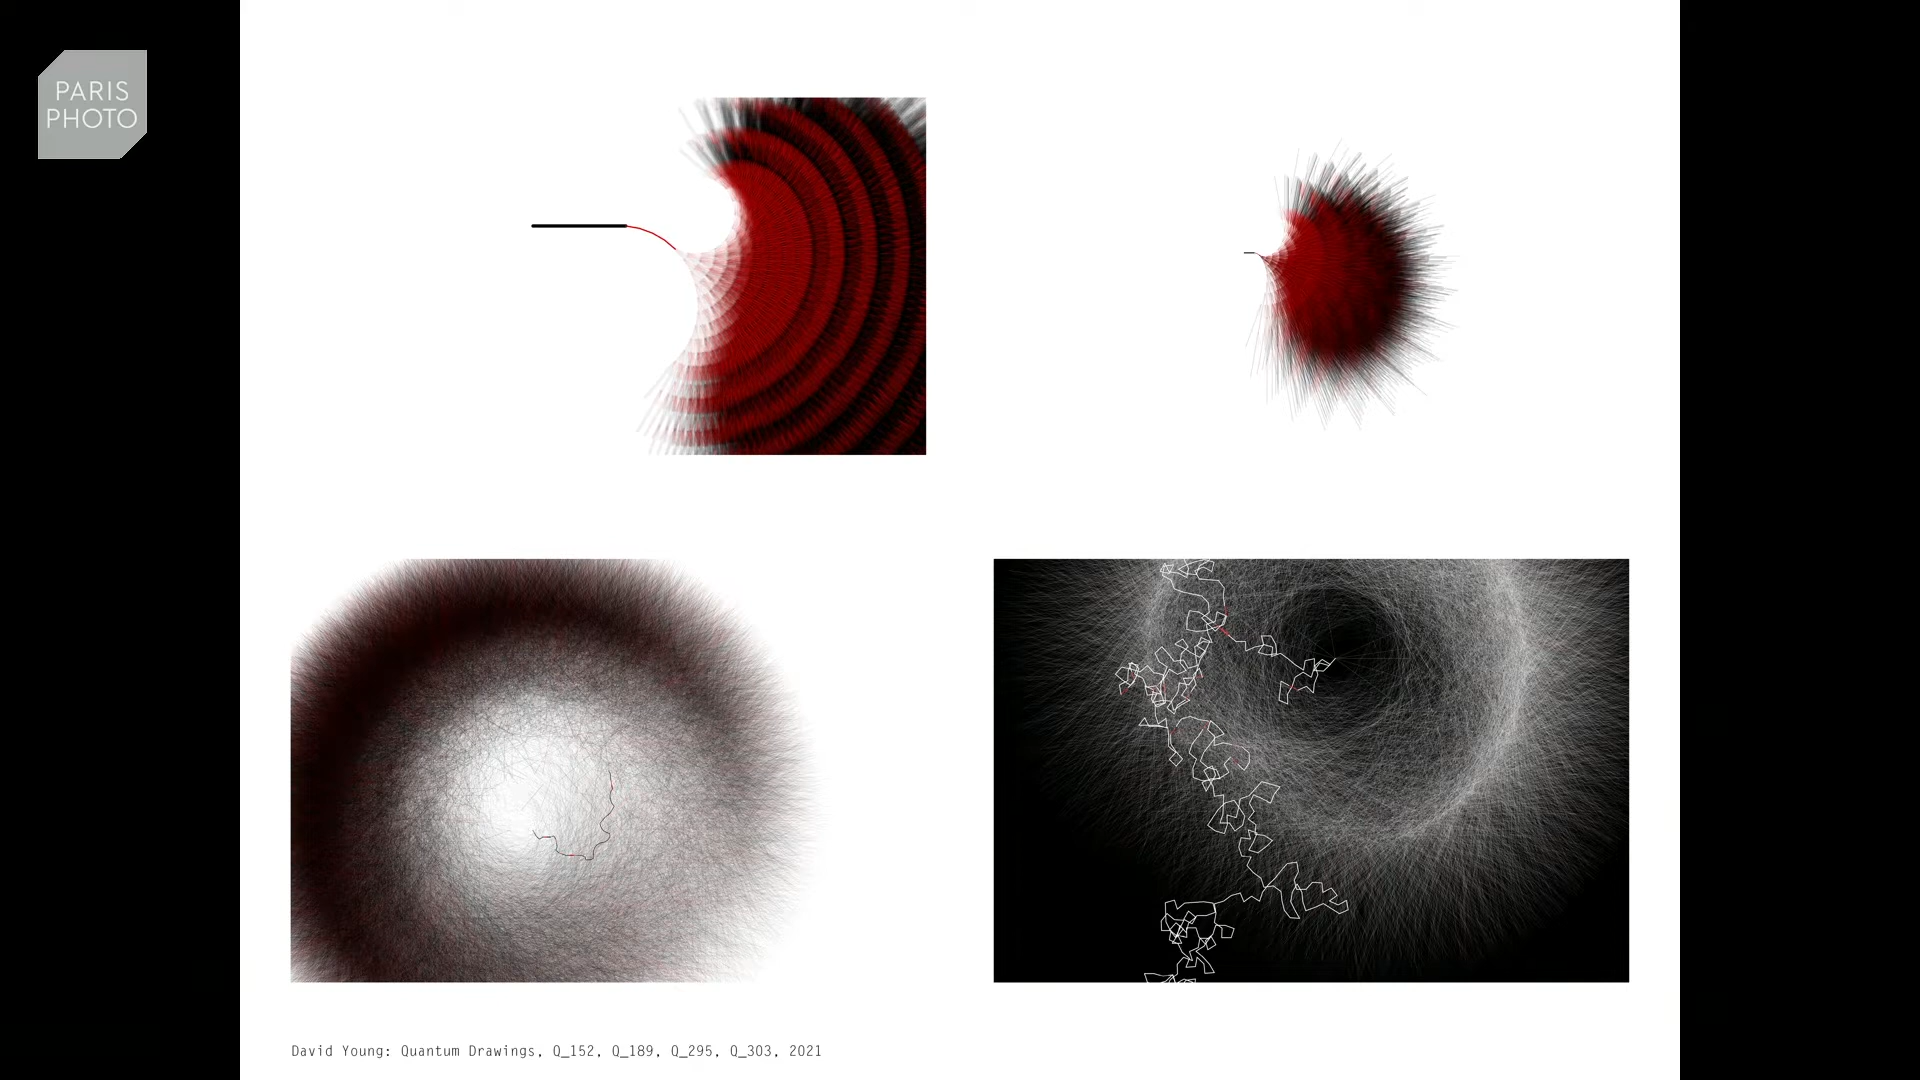 PARIS
PHOTO
David Young: Quantum Drawings, Q_152, Q_189, Q_295, Q_303, 2021